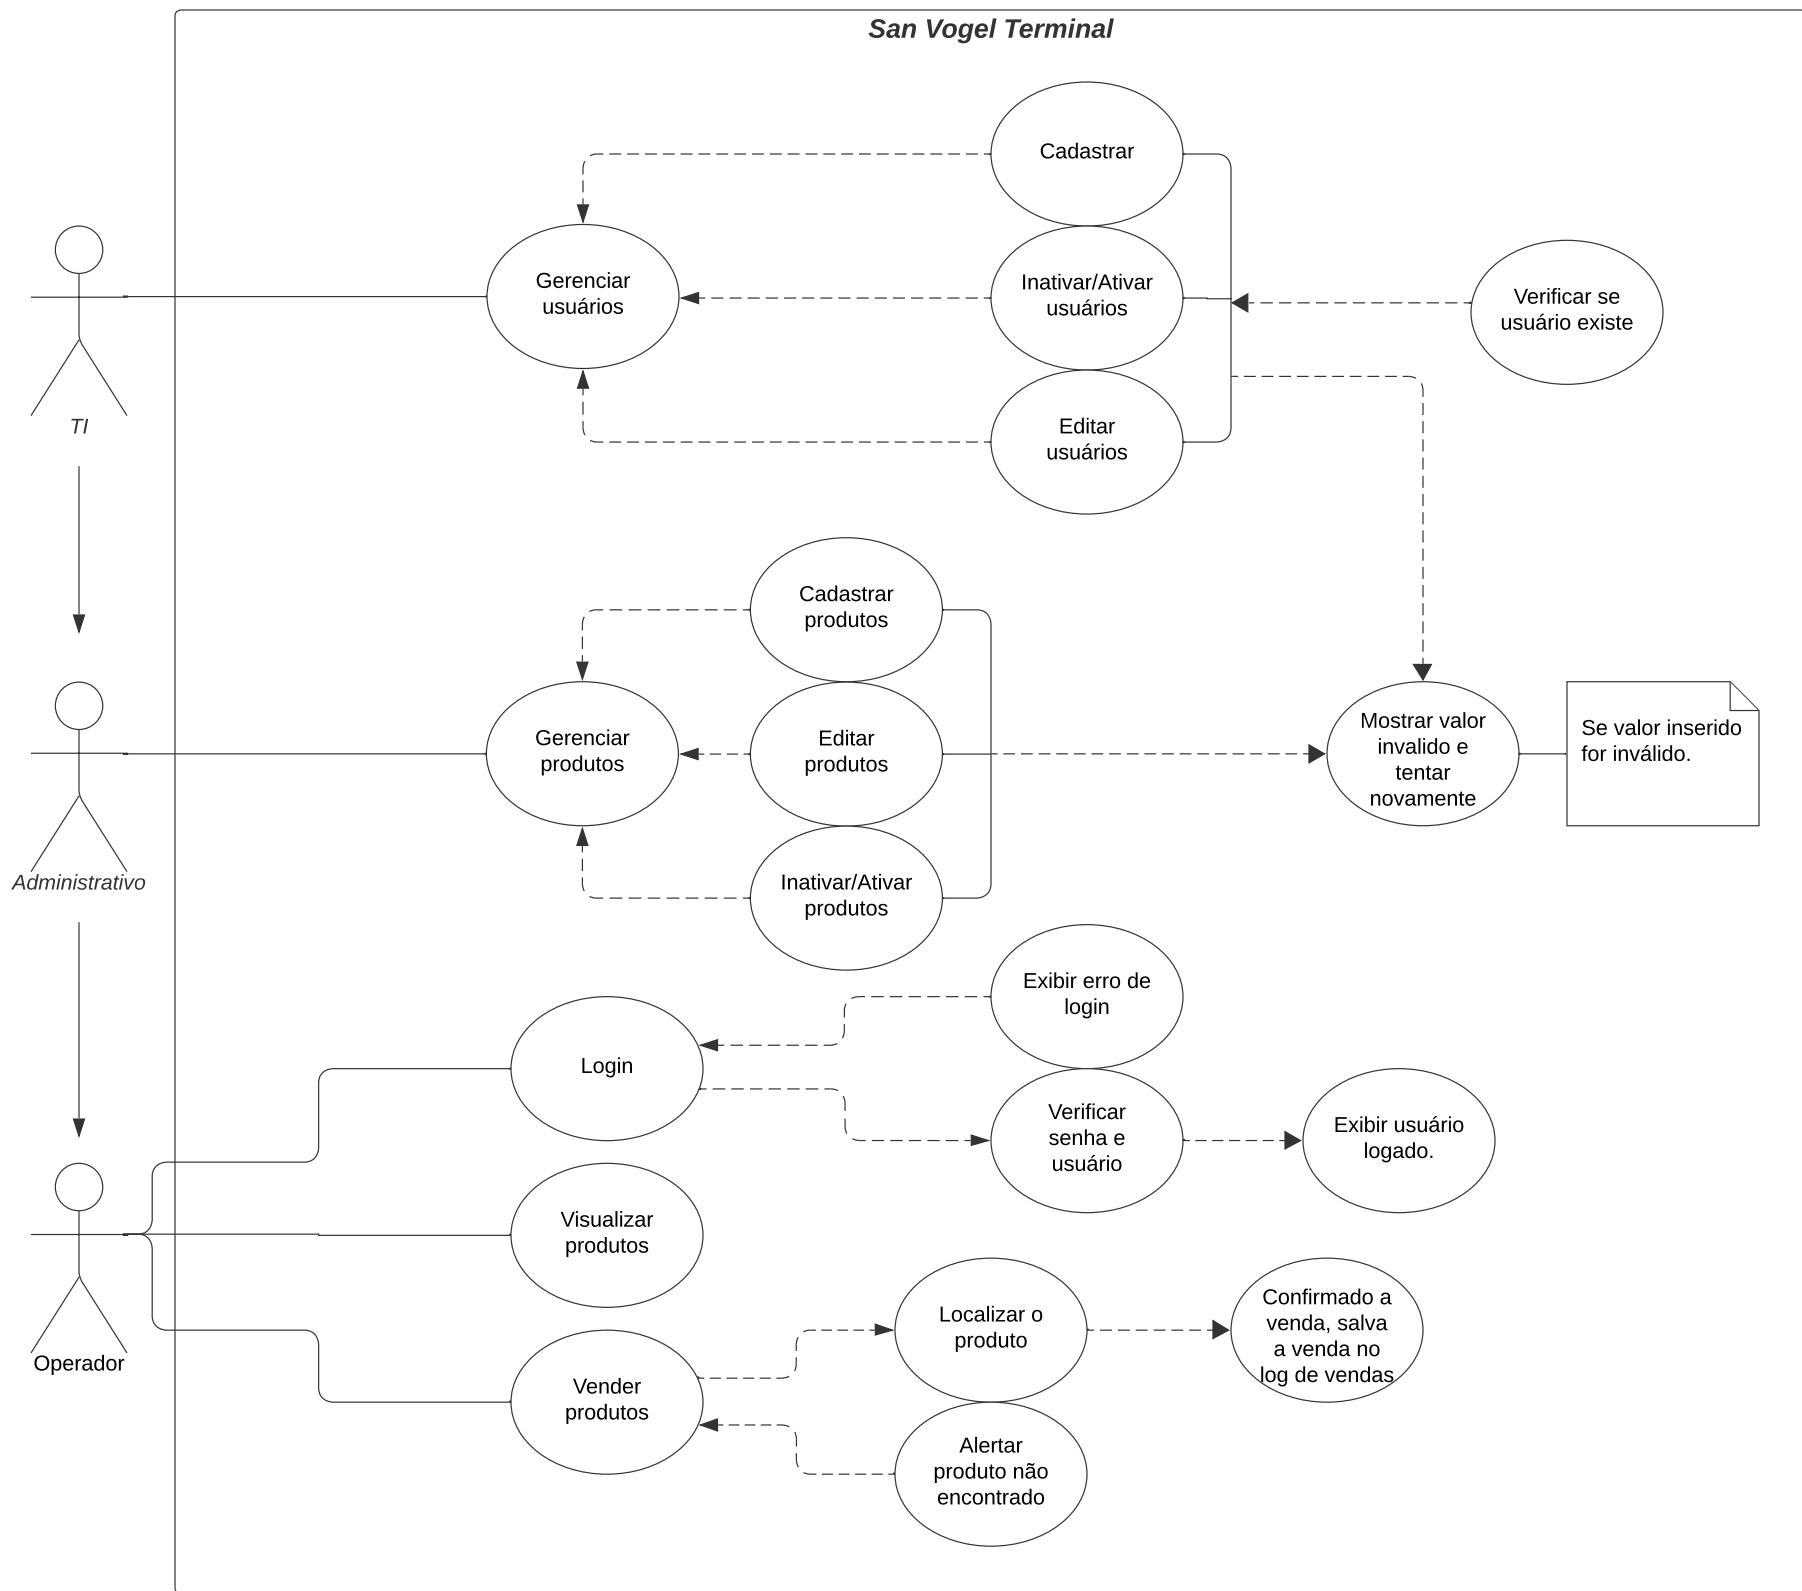 San Vogel Terminal
Cadastrar
Gerenciar
usuários
Inativar/Ativar
usuários
Verificar se
usuário existe
TI
Editar
usuários
Cadastrar
produtos
Gerenciar
produtos
Editar
produtos
Mostrar valor
invalido e
tentar
novamente
Se valor inserido
for inválido.
Administrativo
Inativar/Ativar
produtos
Exibir erro de
login
Login
Verificar
senha e
usuário
Exibir usuário
logado.
Visualizar
produtos
Operador
Localizar o
produto
Confirmado a
venda, salva
a venda no
log de vendas
Vender
produtos
Alertar
produto não
encontrado